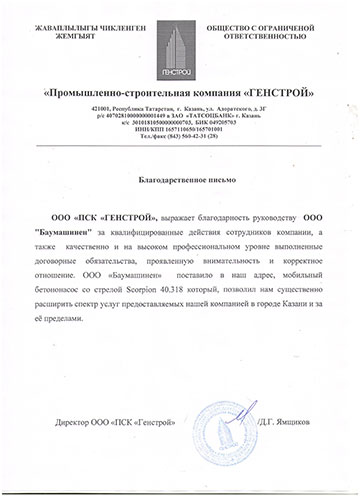 ЖАВАПЛЫЛЫГЫ ЧИКЛЕНГЕН
ЖЕМГЫЯТ
ГЕНСТРОЙ
ОБЩЕСТВО С ОГРАНИЧЕНОЙ
ОТВЕТСТВЕННОСТЬЮ
«Промышленно-строительная компания «ГЕНСТРОЙ»
421001, Республика Татарстан, г. Казань, ул. Адоратского, д. 3Г
р/с 40702810000000001449 в ЗАО «ТАТСОЦБАНК» г. Казань
к/с 30101810500000000703, БИК 049205703
ИНН/КПП 1657110650/165701001
Тел./факс (843) 560-42-31 (28)
Благодарственное письмо
ООО «ПСК «ГЕНСТРОЙ», выражает благодарность руководству ООО
"Баумашинен" за квалифицированные действия сотрудников компании, а
также качественно и на высоком профессиональном уровне выполненные
договорные обязательства, проявленную внимательность и корректное
отношение. ООО «Баумашинен» поставило в наш адрес, мобильный
бетононасос со стрелой Scorpion 40.318 который, позволил нам существенно
расширить спектр услуг предоставляемых нашей компанией в городе Казани и за
её пределами.
Директор ООО «ПСК «Генстрой» /Д.Г. Ямщиков